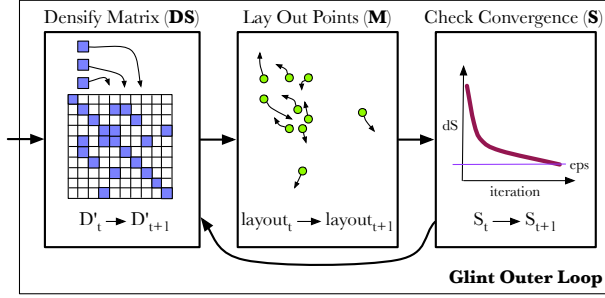 Densify Matrix (DS)
Lay Out Points (M)
Check Convergence (S)
dS
eps
iteration
D't → D't+1
layoutt → layoutt+1
St → St+1
Glint Outer Loop